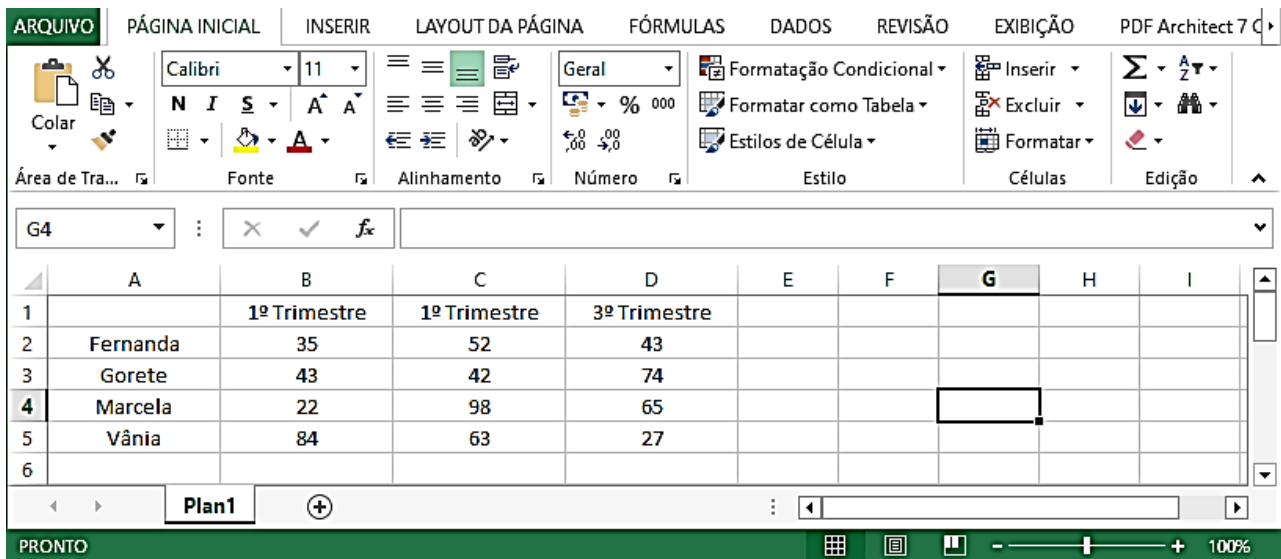 ARQUIVO PÁGINA INICIAL INSERIR LAYOUT DA PÁGINA FÓRMULAS DADOS REVISÃO EXIBIÇÃO PDF Architect 7 C
Calibri 11 Geral Formatação Condicional Inserir Σ A Z
Colar N I S A A % 000 Formatar como Tabela Excluir
A ,00 ,0 Estilos de Célula Formatar
Área de Tra... Fonte Alinhamento Número Estilo Células Edição
G4 fx
A B C D E F G H I
1 1º Trimestre 1º Trimestre 3º Trimestre
2 Fernanda 35 52 43
3 Gorete 43 42 74
4 Marcela 22 98 65
5 Vânia 84 63 27
6
Plan1
PRONTO 100%